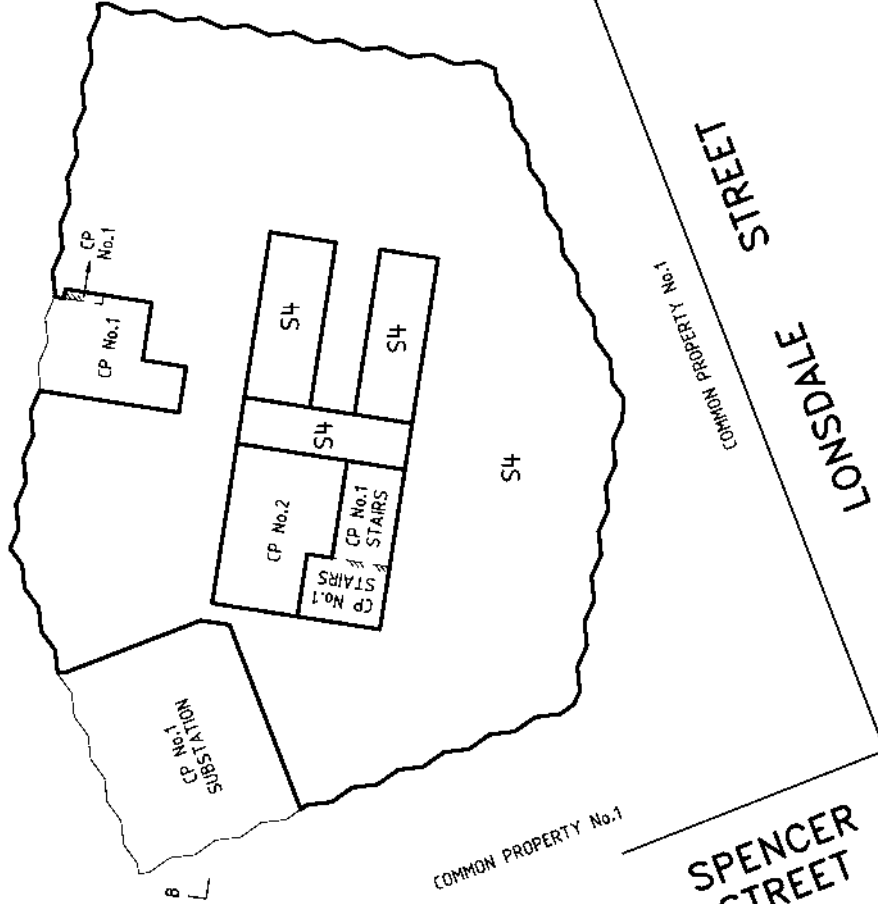 STREET
LONSDALE
COMMON PROPERTY No.1
CP
No.1
CP No.1
S4
S4
S4
S4
CP No.2
CP No.1
STAIRS
CP No.1
STAIRS
CP No.1
SUBSTATION
B
COMMON PROPERTY No.1
SPENCER
STREET